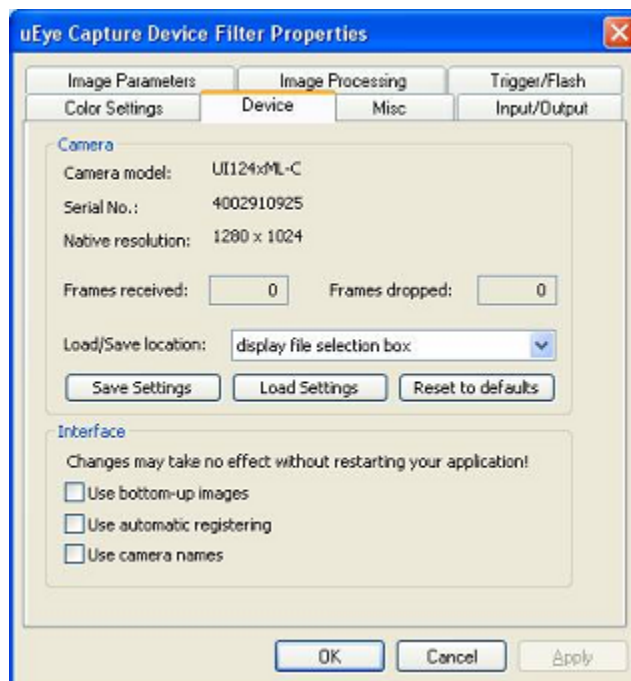 uEye Capture Device Filter Properties
Image Parameters Image Processing Trigger/Flash
Color Settings Device Misc Input/Output
Camera
Camera model: UI124xML-C
Serial No.: 4002910925
Native resolution: 1280 x 1024
Frames received: 0 Frames dropped: 0
Load/Save location: display file selection box
Save Settings Load Settings Reset to defaults
Interface
Changes may take no effect without restarting your application!
Use bottom-up images
Use automatic registering
Use camera names
OK Cancel Apply